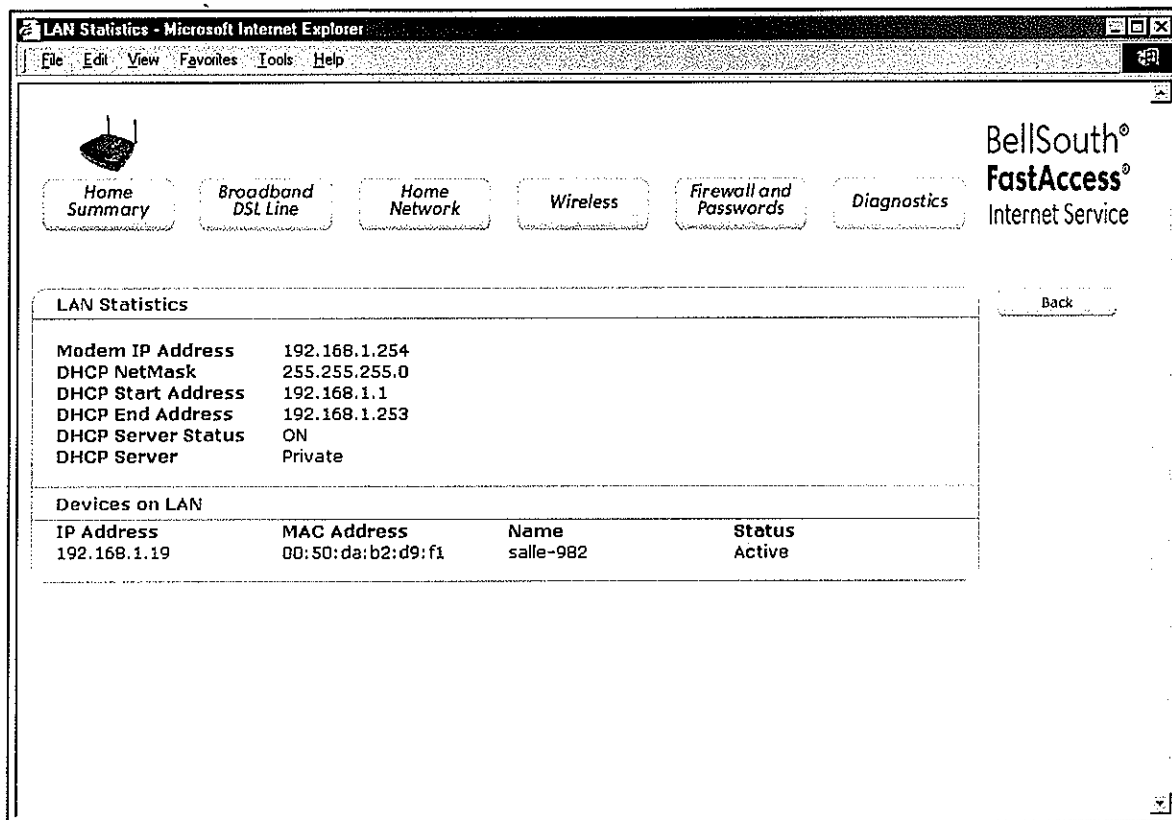 LAN Statistics - Microsoft Internet Explorer
File Edit View Favorites Tools Help
BellSouth®
FastAccess®
Internet Service
Home Summary
Broadband DSL Line
Home Network
Wireless
Firewall and Passwords
Diagnostics
LAN Statistics
Back
Modem IP Address 192.168.1.254
DHCP NetMask 255.255.255.0
DHCP Start Address 192.168.1.1
DHCP End Address 192.168.1.253
DHCP Server Status ON
DHCP Server Private
Devices on LAN
IP Address MAC Address Name Status
192.168.1.19 00:50:da:b2:d9:f1 salle-982 Active